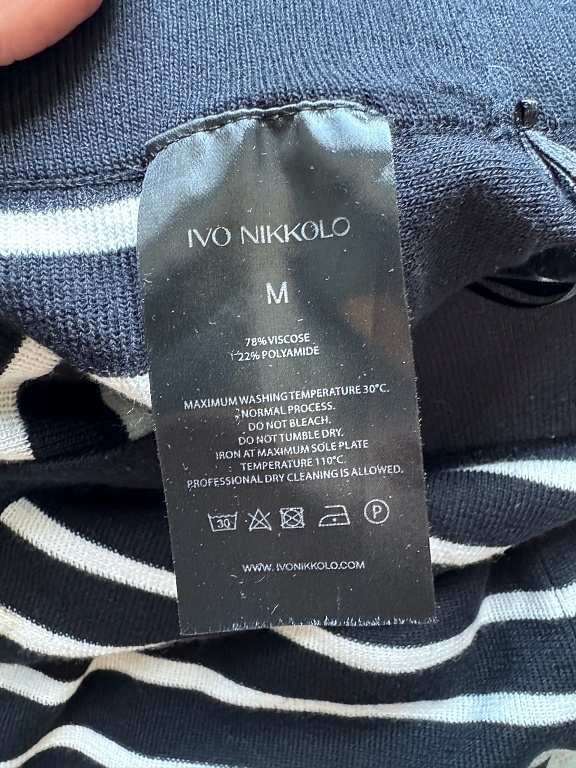 IVO NIKKOLO
M
78% VISCOSE
22% POLYAMIDE
MAXIMUM WASHING TEMPERATURE 30°C.
NORMAL PROCESS.
DO NOT BLEACH.
DO NOT TUMBLE DRY.
IRON AT MAXIMUM SOLE PLATE
TEMPERATURE 110°C.
PROFESSIONAL DRY CLEANING IS ALLOWED.
30 P
WWW.IVONIKKOLO.COM